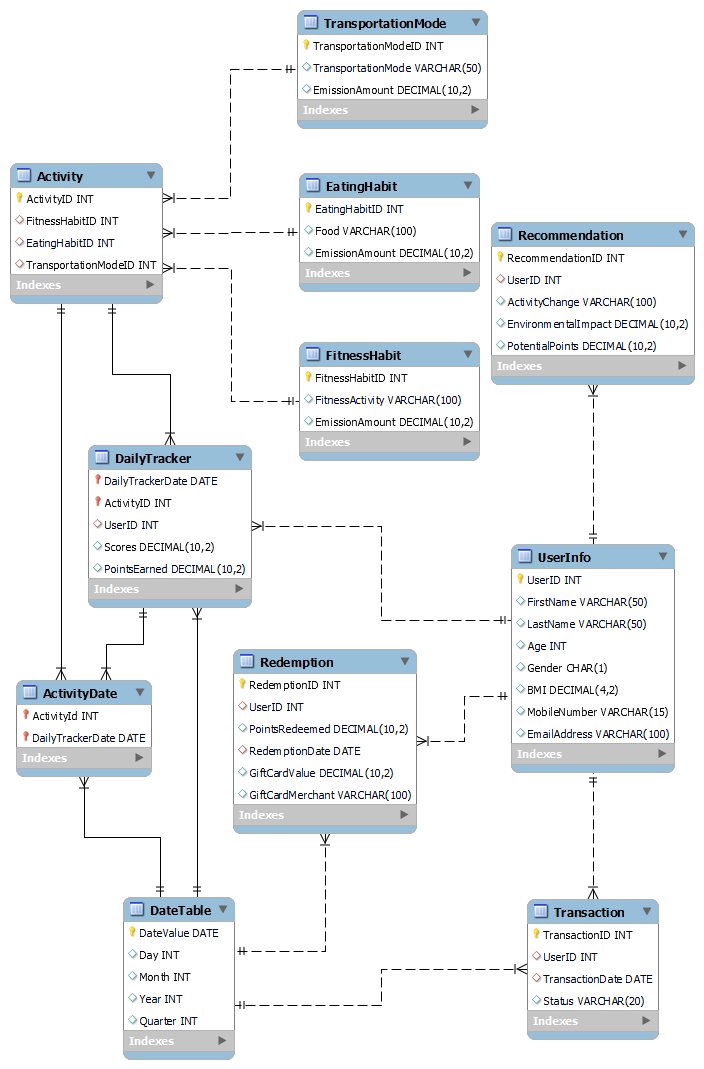 TransportationMode
TransportationModeID INT
TransportationMode VARCHAR(50)
EmissionAmount DECIMAL(10,2)
Indexes
Activity
ActivityID INT
FitnessHabitID INT
EatingHabitID INT
TransportationModeID INT
Indexes
EatingHabit
EatingHabitID INT
Food VARCHAR(100)
EmissionAmount DECIMAL(10,2)
Indexes
Recommendation
RecommendationID INT
UserID INT
ActivityChange VARCHAR(100)
EnvironmentalImpact DECIMAL(10,2)
PotentialPoints DECIMAL(10,2)
Indexes
FitnessHabit
FitnessHabitID INT
FitnessActivity VARCHAR(100)
EmissionAmount DECIMAL(10,2)
Indexes
DailyTracker
DailyTrackerDate DATE
ActivityID INT
UserID INT
Scores DECIMAL(10,2)
PointsEarned DECIMAL(10,2)
Indexes
UserInfo
UserID INT
FirstName VARCHAR(50)
LastName VARCHAR(50)
Age INT
Gender CHAR(1)
BMI DECIMAL(4,2)
MobileNumber VARCHAR(15)
EmailAddress VARCHAR(100)
Indexes
Redemption
RedemptionID INT
UserID INT
PointsRedeemed DECIMAL(10,2)
RedemptionDate DATE
GiftCardValue DECIMAL(10,2)
GiftCardMerchant VARCHAR(100)
Indexes
ActivityDate
ActivityId INT
DailyTrackerDate DATE
Indexes
DateTable
DateValue DATE
Day INT
Month INT
Year INT
Quarter INT
Indexes
Transaction
TransactionID INT
UserID INT
TransactionDate DATE
Status VARCHAR(20)
Indexes